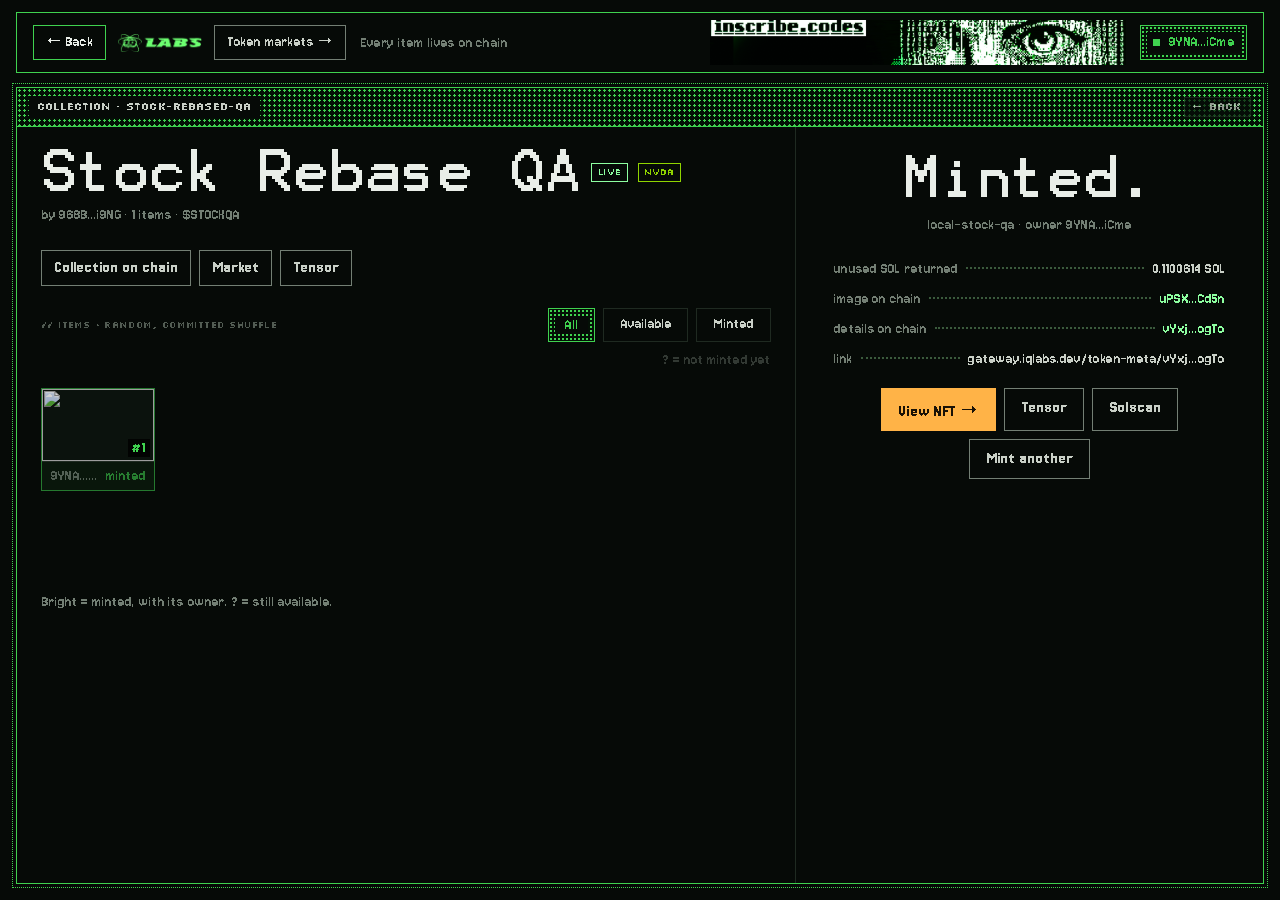 ← Back
LABS
Token markets →
Every item lives on chain
inscribe.codes
9YNA...iCme
COLLECTION · STOCK-REBASED-QA
← BACK
Stock Rebase QA
LIVE
NVDA
by 968B...i9NG · 1 items · $STOCKQA
Collection on chain
Market
Tensor
// ITEMS · RANDOM, COMMITTED SHUFFLE
All
Available
Minted
? = not minted yet
#1
9YNA...... minted
Bright = minted, with its owner. ? = still available.
Minted.
local-stock-qa · owner 9YNA...iCme
unused SOL returned 0.1100614 SOL
image on chain uPSX...Cd5n
details on chain vYxj...ogTo
link gateway.iqlabs.dev/token-meta/vYxj...ogTo
View NFT →
Tensor
Solscan
Mint another